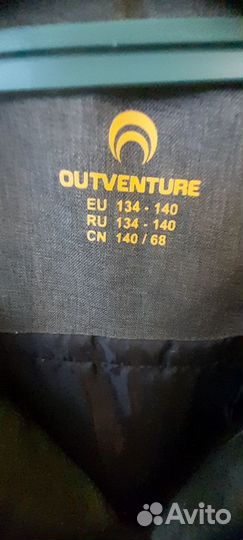 OUTVENTURE
EU 134 - 140
RU 134 - 140
CN 140 / 68
Avito